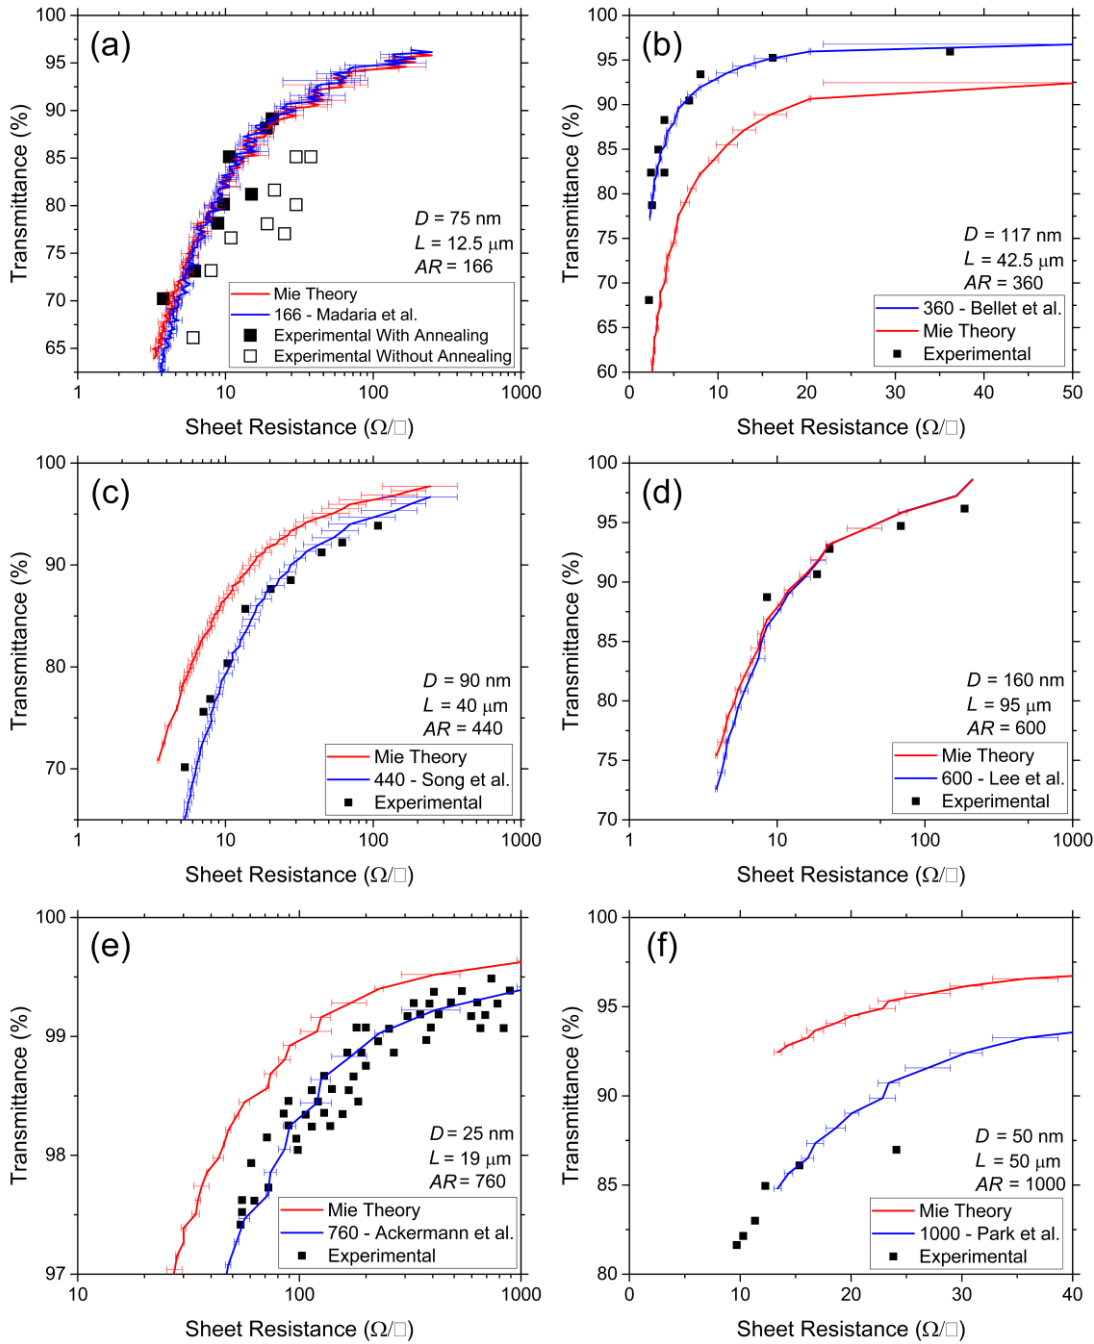 (a)
Transmittance (%)
100
95
90
85
80
75
70
65
D = 75 nm
L = 12.5 μm
AR = 166
Mie Theory
166 - Madaria et al.
Experimental With Annealing
Experimental Without Annealing
1 10 100 1000
Sheet Resistance (Ω/□)
(b)
Transmittance (%)
100
95
90
85
80
75
70
65
60
D = 117 nm
L = 42.5 μm
AR = 360
360 - Bellet et al.
Mie Theory
Experimental
0 10 20 30 40 50
Sheet Resistance (Ω/□)
(c)
Transmittance (%)
100
90
80
70
D = 90 nm
L = 40 μm
AR = 440
Mie Theory
440 - Song et al.
Experimental
1 10 100 1000
Sheet Resistance (Ω/□)
(d)
Transmittance (%)
100
95
90
85
80
75
70
D = 160 nm
L = 95 μm
AR = 600
Mie Theory
600 - Lee et al.
Experimental
1 10 100 1000
Sheet Resistance (Ω/□)
(e)
Transmittance (%)
100
99
98
97
D = 25 nm
L = 19 μm
AR = 760
Mie Theory
760 - Ackermann et al.
Experimental
10 100 1000
Sheet Resistance (Ω/□)
(f)
Transmittance (%)
100
95
90
85
80
D = 50 nm
L = 50 μm
AR = 1000
Mie Theory
1000 - Park et al.
Experimental
0 10 20 30 40
Sheet Resistance (Ω/□)